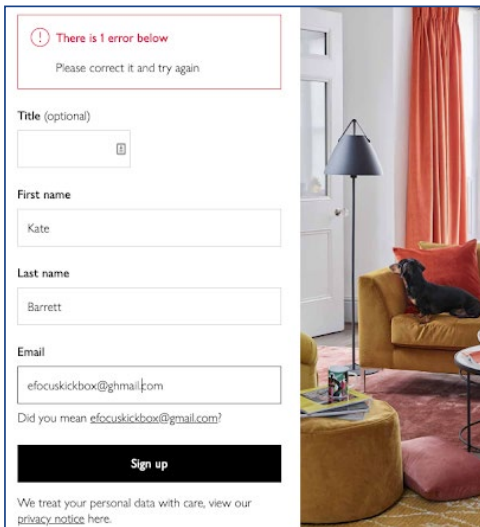 There is 1 error below
Please correct it and try again
Title (optional)
First name
Kate
Last name
Barrett
Email
efocuskickbox@ghmail.com
Did you mean efocuskickbox@gmail.com?
Sign up
We treat your personal data with care, view our
privacy notice here.